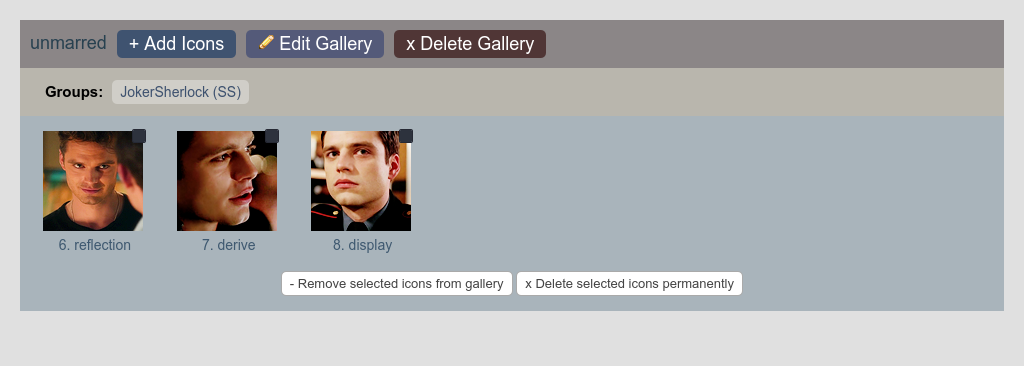 unmarred + Add Icons Edit Gallery x Delete Gallery
Groups: JokerSherlock (SS)
6. reflection 7. derive 8. display
- Remove selected icons from gallery x Delete selected icons permanently